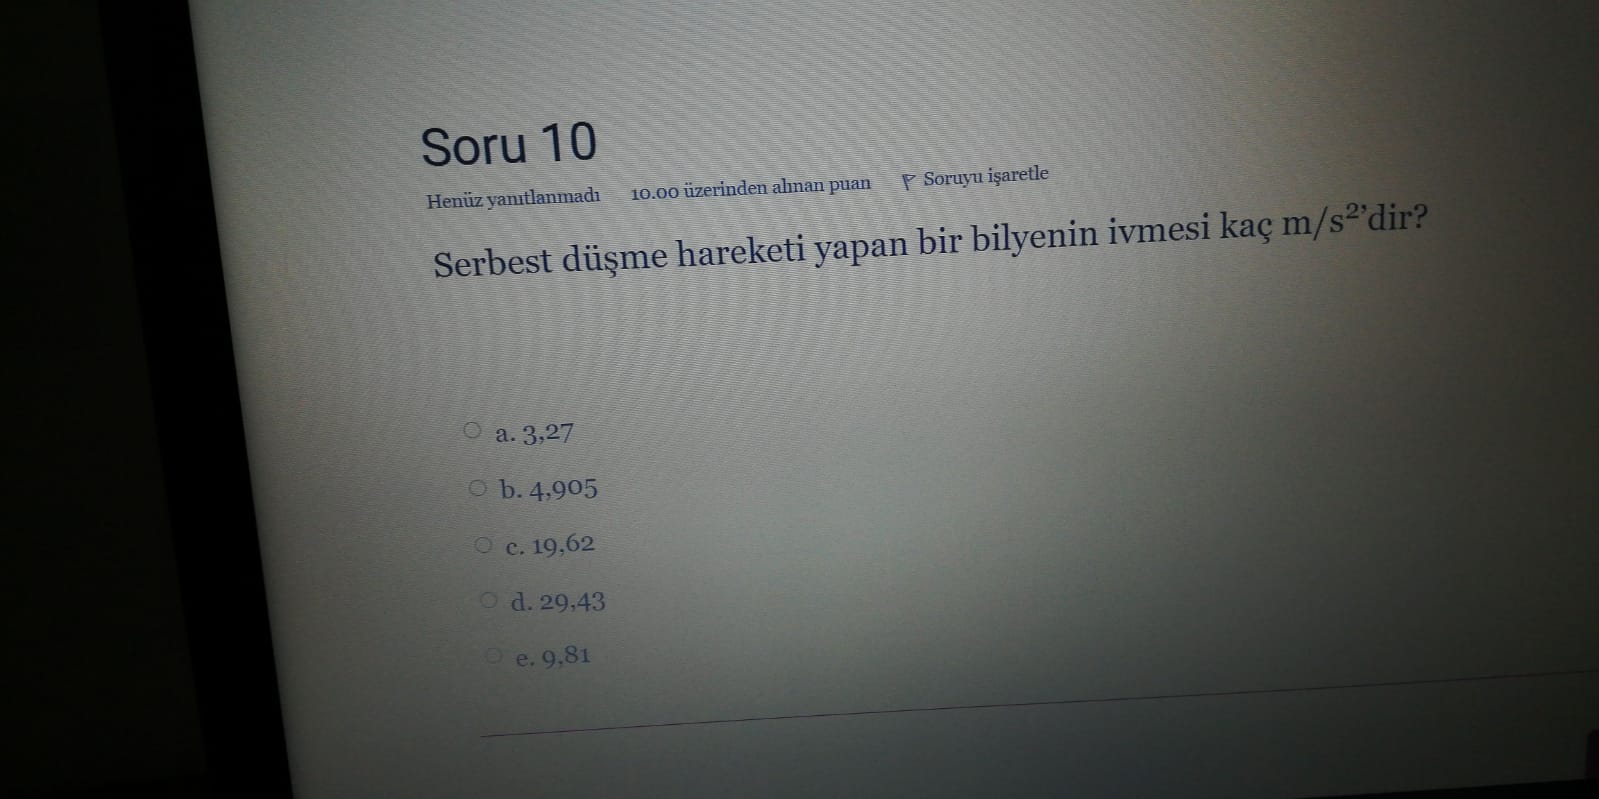 Soru 10
Henüz yanıtlanmadı 10.00 üzerinden alınan puan Soruyu işaretle
Serbest düşme hareketi yapan bir bilyenin ivmesi kaç m/s²’dir?
a. 3,27
b. 4,905
c. 19,62
d. 29,43
e. 9,81